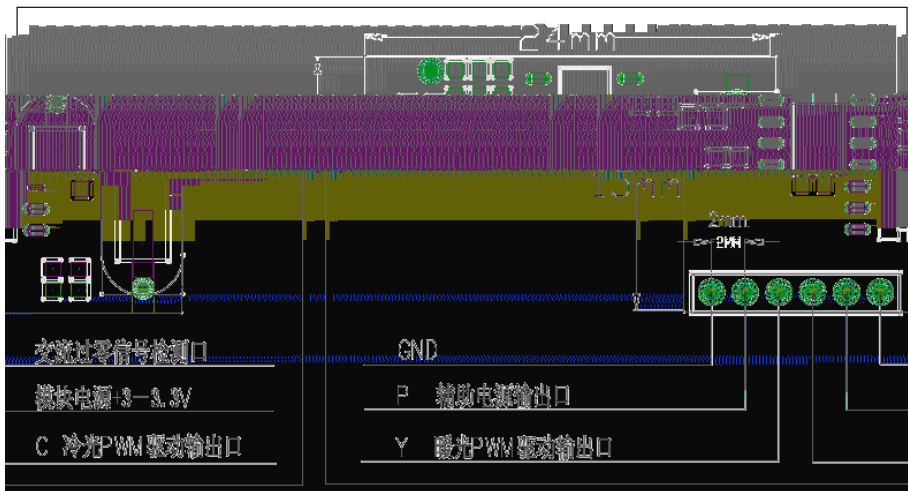 24mm
13mm
2mm
2PIN
交流过零信号检测口
GND
模块电源+3-3.3V
P 辅助电源输出口
C 冷光PWM驱动输出口
Y 暖光PWM驱动输出口